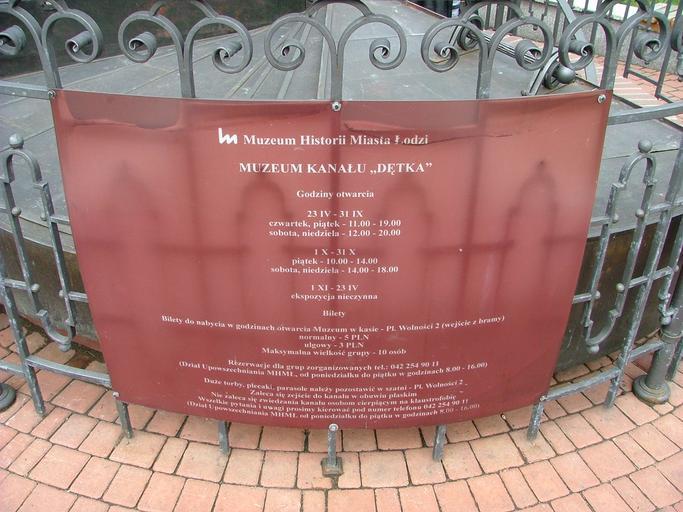 Muzeum Historii Miasta Łodzi
MUZEUM KANAŁU „DĘTKA”
Godziny otwarcia
23 IV - 31 IX
czwartek, piątek - 11.00 - 19.00
sobota, niedziela - 12.00 - 20.00
1 X - 31 X
piątek - 10.00 - 14.00
sobota, niedziela - 14.00 - 18.00
1 XI - 23 IV
ekspozycja nieczynna
Bilety
Bilety do nabycia w godzinach otwarcia Muzeum w kasie - Pl. Wolności 2 (wejście z bramy)
normalny - 5 PLN
ulgowy - 3 PLN
Maksymalna wielkość grupy - 10 osób
Rezerwacje dla grup zorganizowanych tel.: 042 254 90 11
(Dział Upowszechniania MHMŁ, od poniedziałku do piątku w godzinach 8.00 - 16.00)
Duże torby, plecaki, parasole należy pozostawić w szatni - Pl. Wolności 2
Zaleca się zejście do kanału w obuwiu płaskim
Nie zaleca się zwiedzania kanału osobom cierpiącym na klaustrofobię
Wszelkie pytania i uwagi prosimy kierować pod numer telefonu 042 254 90 11
(Dział Upowszechniania MHMŁ od poniedziałku do piątku w godzinach 8.00 - 16.00)